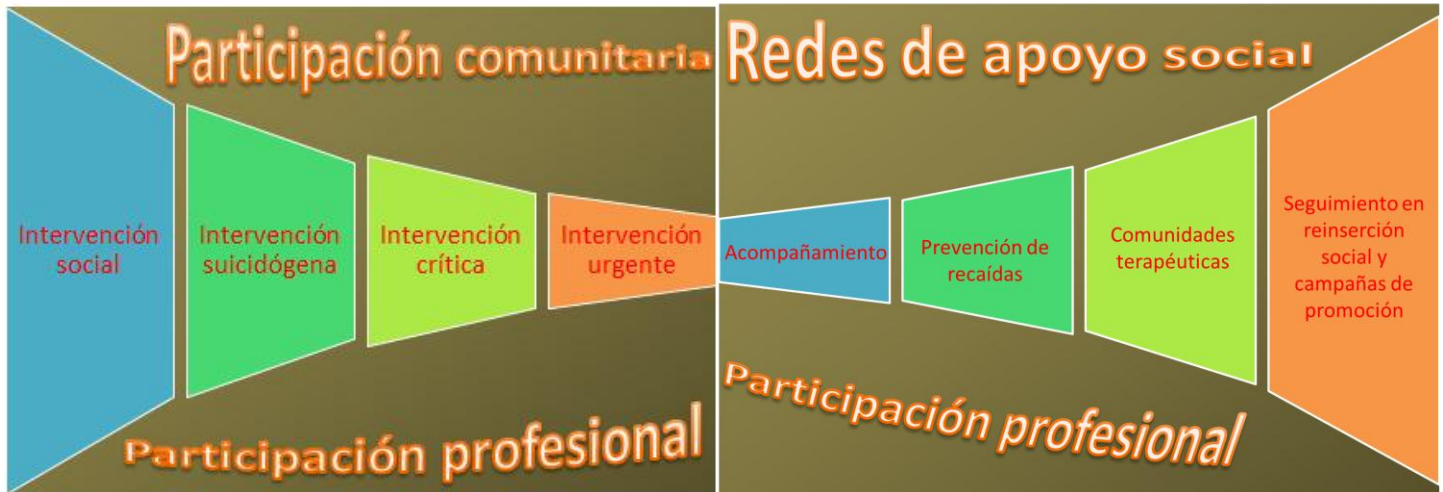 Participación comunitaria
Intervención
social
Intervención
suicidógena
Intervención
crítica
Intervención
urgente
Participación profesional
Redes de apoyo social
Acompañamiento
Prevención de
recaídas
Comunidades
terapéuticas
Seguimiento en
reinserción
social y
campañas de
promoción
Participación profesional